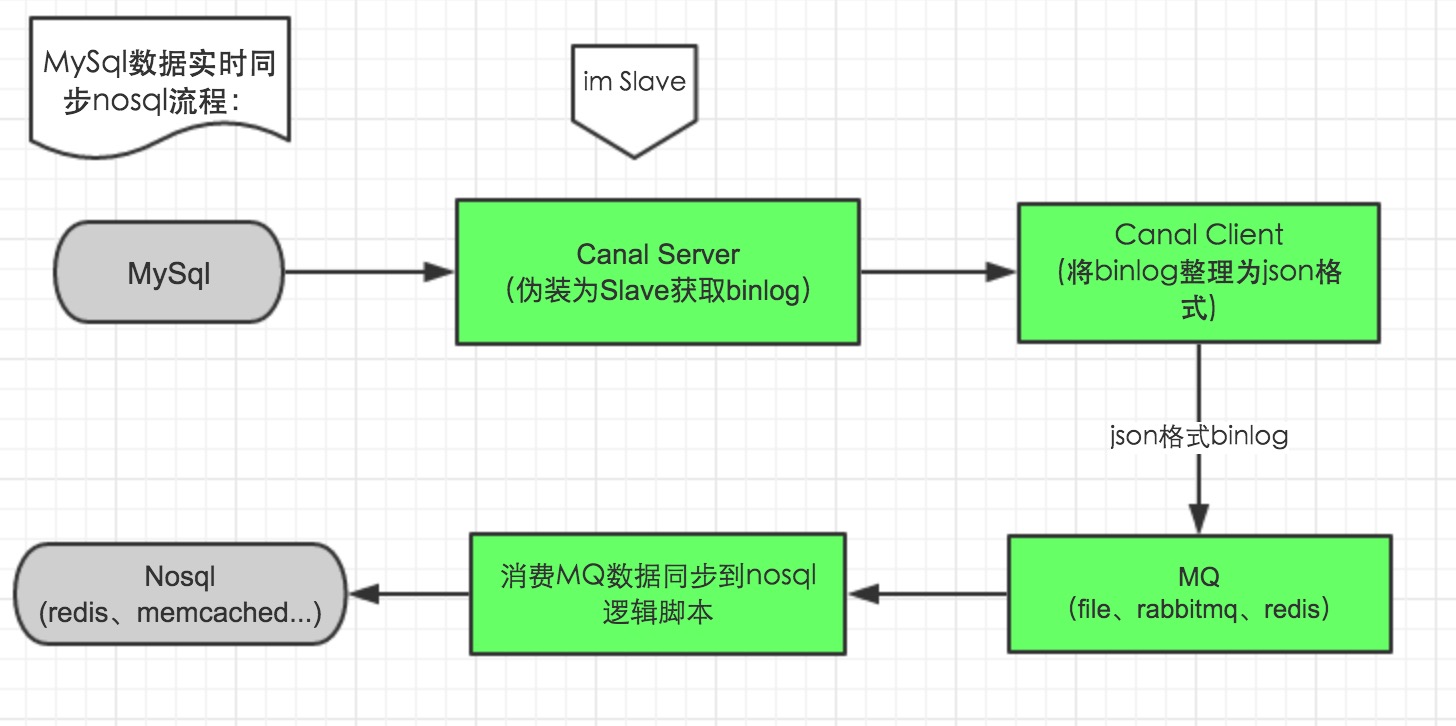 MySql数据实时同
步nosql流程：
im Slave
MySql
Canal Server
（伪装为Slave获取binlog）
Canal Client
(将binlog整理为json格
式)
json格式binlog
MQ
（file、rabbitmq、redis）
消费MQ数据同步到nosql
逻辑脚本
Nosql
(redis、memcached...)